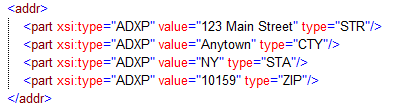 <addr>
<part xsi:type="ADXP" value="123 Main Street" type="STR"/>
<part xsi:type="ADXP" value="Anytown" type="CTY"/>
<part xsi:type="ADXP" value="NY" type="STA"/>
<part xsi:type="ADXP" value="10159" type="ZIP"/>
</addr>